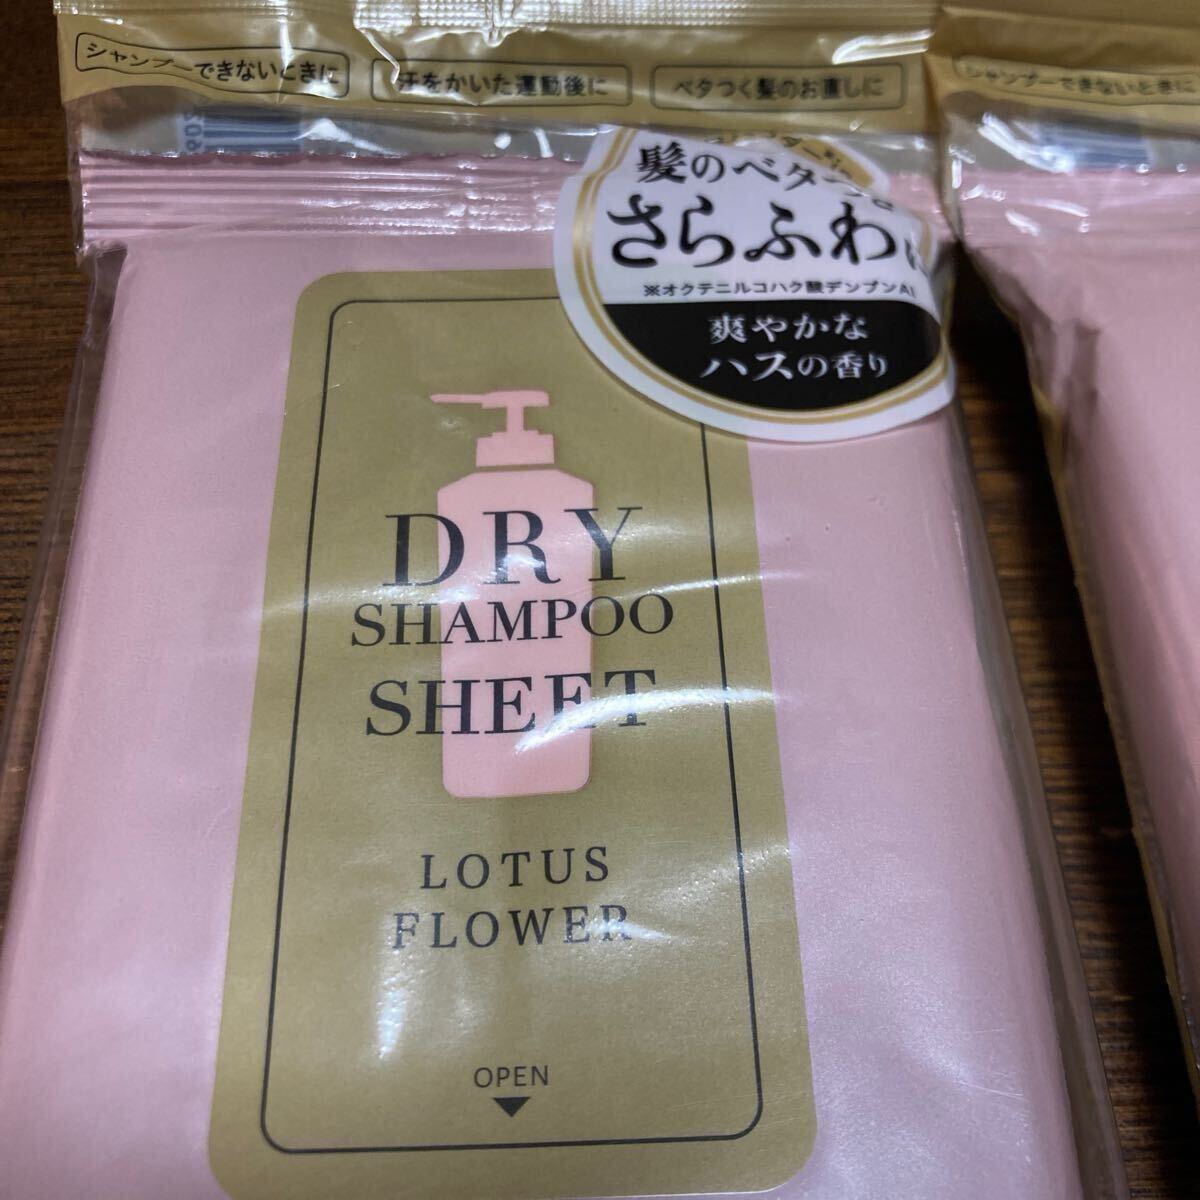 シャンプーできないときに
汗をかいた運動後に
ベタつく髪のお直しに
髪のベタつき
さらふわ
※オクテニルコハク酸デンプンAl
爽やかな
ハスの香り
DRY
SHAMPOO
SHEET
LOTUS
FLOWER
OPEN
シャンプーできないときに